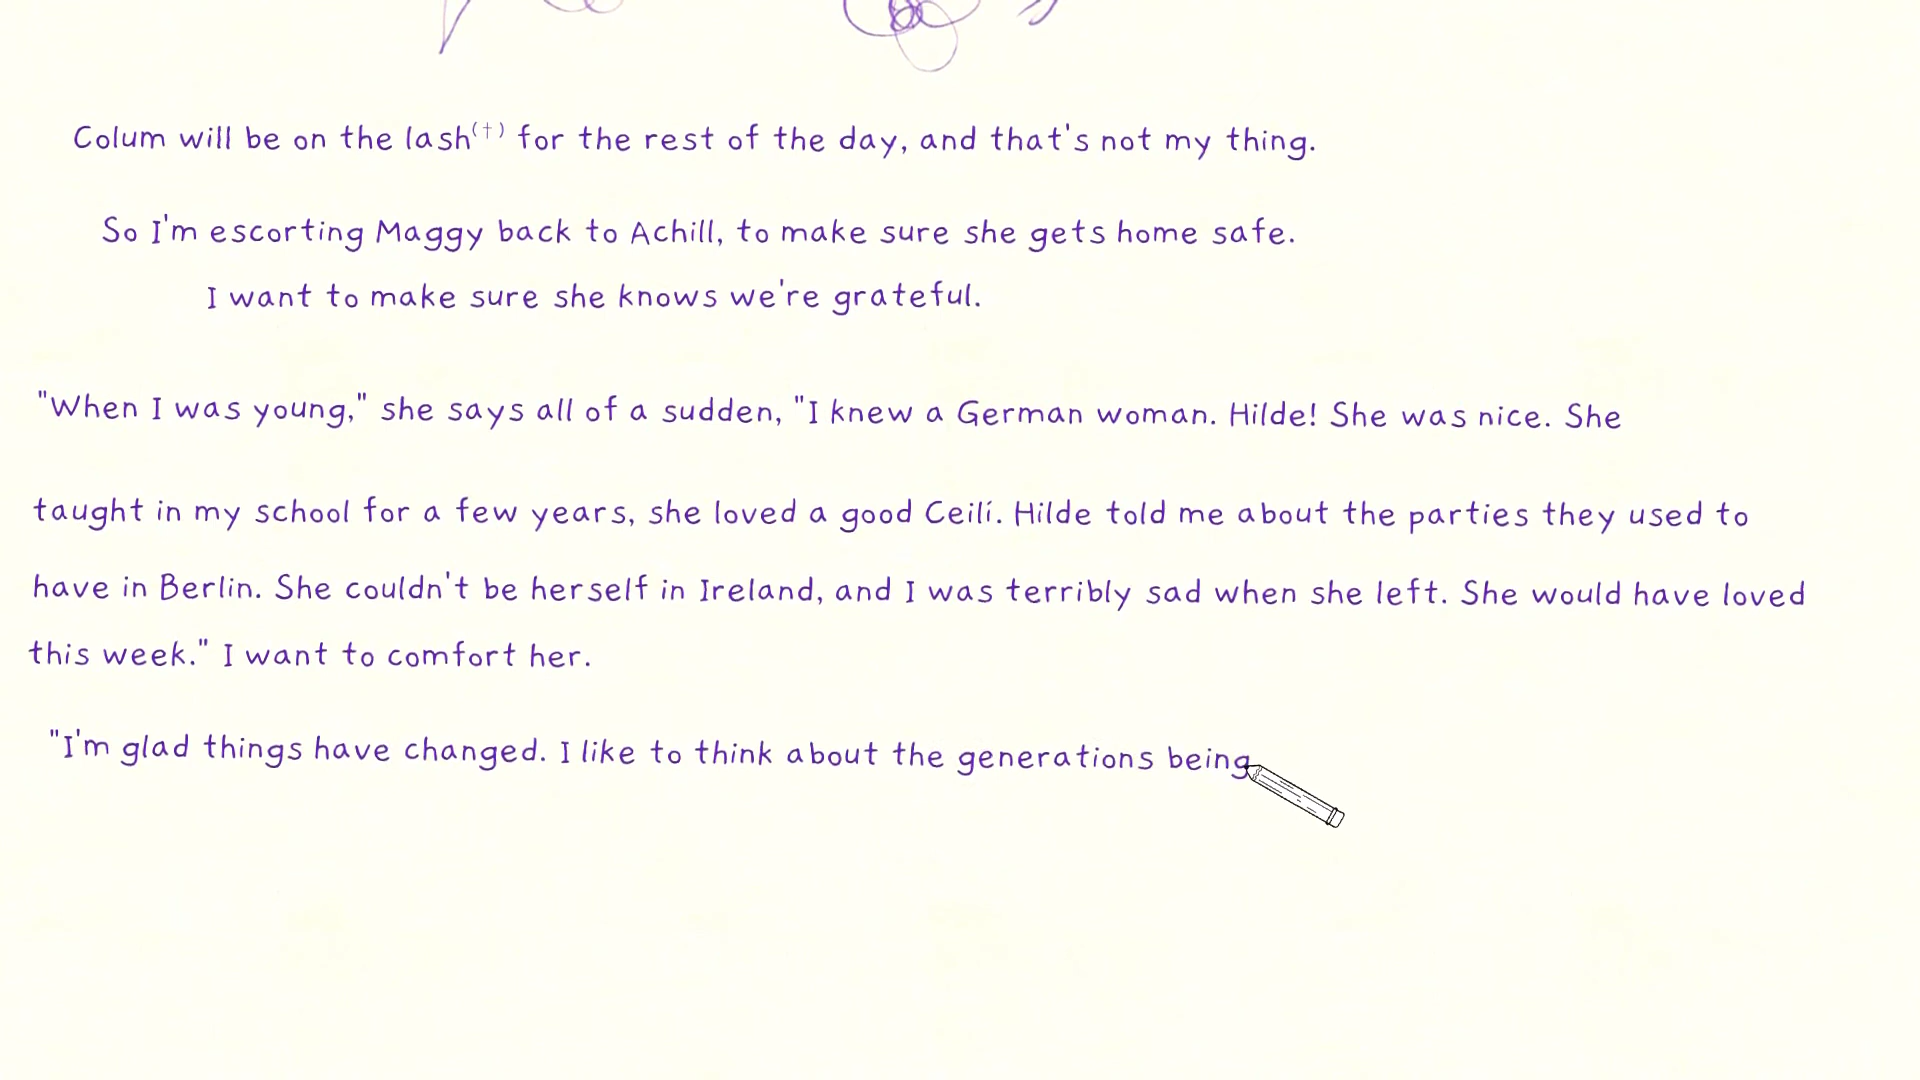 Colum will be on the lash(†) for the rest of the day, and that's not my thing.
So I'm escorting Maggy back to Achill, to make sure she gets home safe.
I want to make sure she knows we're grateful.
"When I was young," she says all of a sudden, "I knew a German woman. Hilde! She was nice. She
taught in my school for a few years, she loved a good Ceilí. Hilde told me about the parties they used to
have in Berlin. She couldn't be herself in Ireland, and I was terribly sad when she left. She would have loved
this week." I want to comfort her.
"I'm glad things have changed. I like to think about the generations being